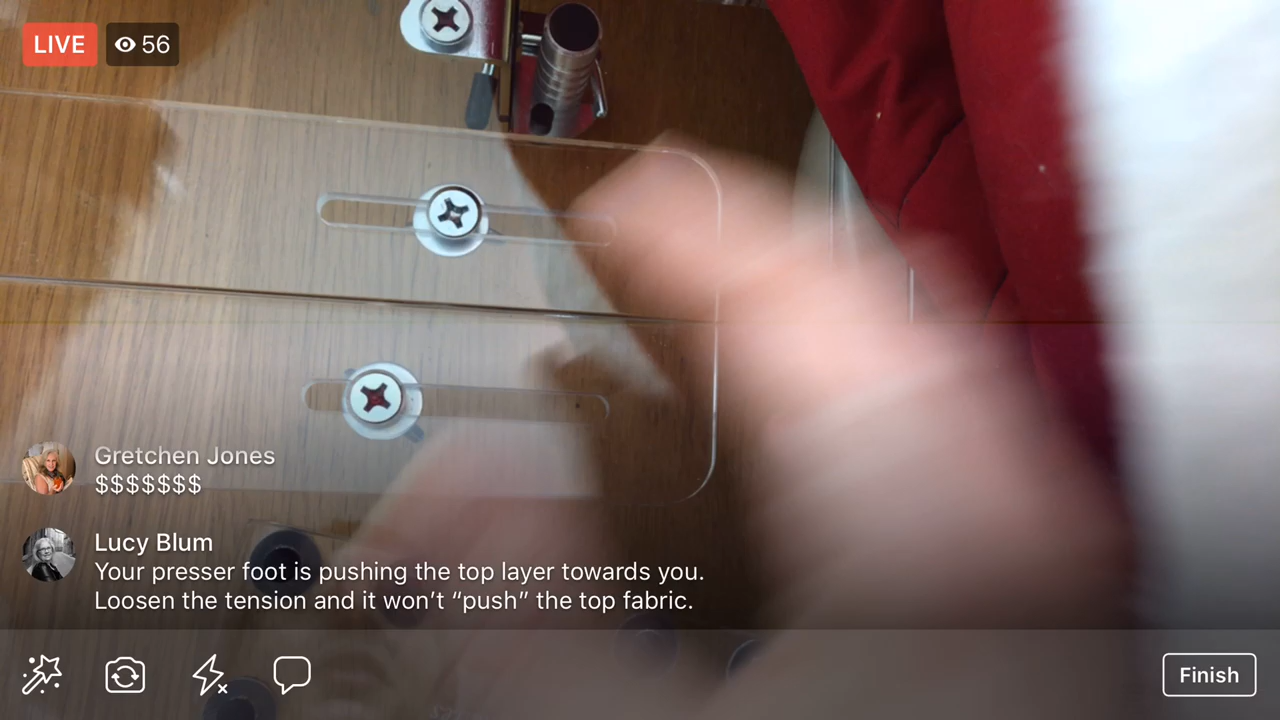 LIVE
56
Gretchen Jones
$$$$$$$
Lucy Blum
Your presser foot is pushing the top layer towards you.
Loosen the tension and it won’t “push” the top fabric.
Finish